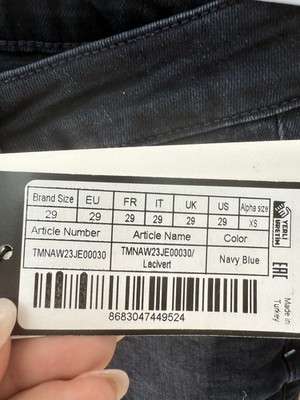 Brand Size EU FR IT UK US Alpha size
29 29 29 29 29 29 XS
Article Number Article Name Color
TMNAW23JE00030 TMNAW23JE00030/
Lacivert Navy Blue
8683047449524
YERLİ
ÜRETİM
EAC
Made in
Turkey